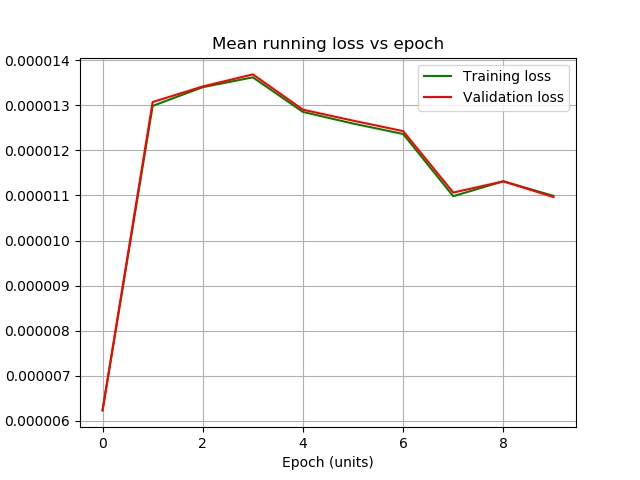 Mean running loss vs epoch
0.000014
0.000013
0.000012
0.000011
0.000010
0.000009
0.000008
0.000007
0.000006
Training loss
Validation loss
0 2 4 6 8
Epoch (units)